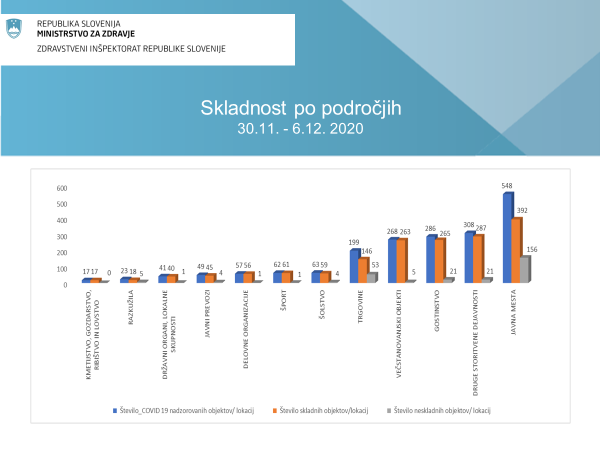 REPUBLIKA SLOVENIJA
MINISTRSTVO ZA ZDRAVJE
ZDRAVSTVENI INŠPEKTORAT REPUBLIKE SLOVENIJE
Skladnost po področjih
30.11. - 6.12. 2020
600
500
400
300
200
100
0
17 17 0
23 18 5
41 40 1
49 45 4
57 56 1
62 61 1
63 59 4
199 146 53
268 263 5
286 265 21
308 287 21
548 392 156
KMETIJSTVO, GOZDARSTVO,
RIBIŠTVO IN LOVSTVO
RAZKUŽILA
DRŽAVNI ORGANI, LOKALNE
SKUPNOSTI
JAVNI PREVOZI
DELOVNE ORGANIZACIJE
ŠPORT
ŠOLSTVO
TRGOVINE
VEČSTANOVANJSKI OBJEKTI
GOSTINSTVO
DRUGE STORITVENE DEJAVNOSTI
JAVNA MESTA
Število_COVID 19 nadzorovanih objektov/ lokacij
Število skladnih objektov/lokacij
Število neskladnih objektov/ lokacij